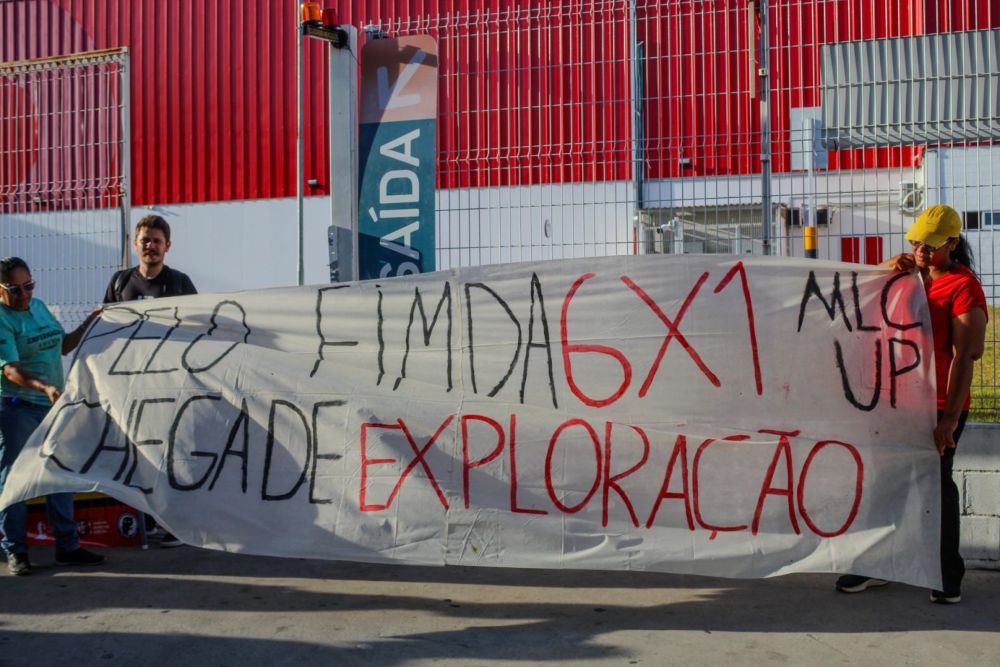 SAÍDA
PELO FIM DA 6X1 MLC
UP
CHEGA DE EXPLORAÇÃO